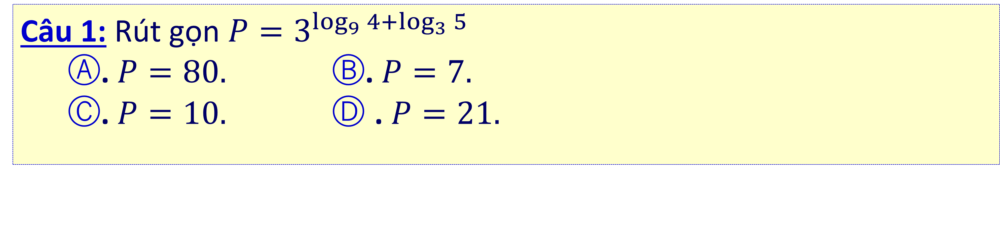 Câu 1: Rút gọn 𝑃 = 3^(log₉ 4+log₃ 5)
Ⓐ. 𝑃 = 80. Ⓑ. 𝑃 = 7.
Ⓒ. 𝑃 = 10. Ⓓ . 𝑃 = 21.